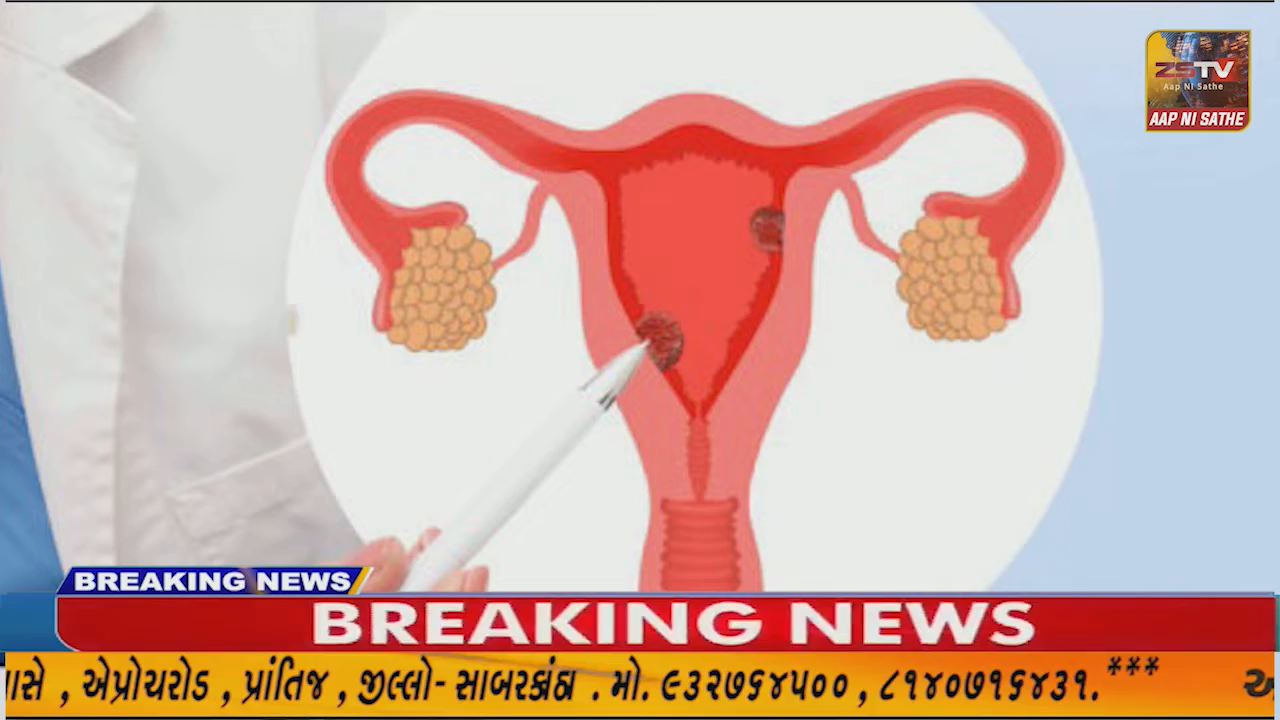 ZSTV
Aap NI Sathe
AAP NI SATHE
BREAKING NEWS
BREAKING NEWS
, એપ્રોચરોડ , પ્રાંતિજ , જીલ્લો- સાબરકાંઠા . મો. ૯૩૨૭૬૪૫૦૦ , ૮૧૪૦૭૧૬૪૩૧.***